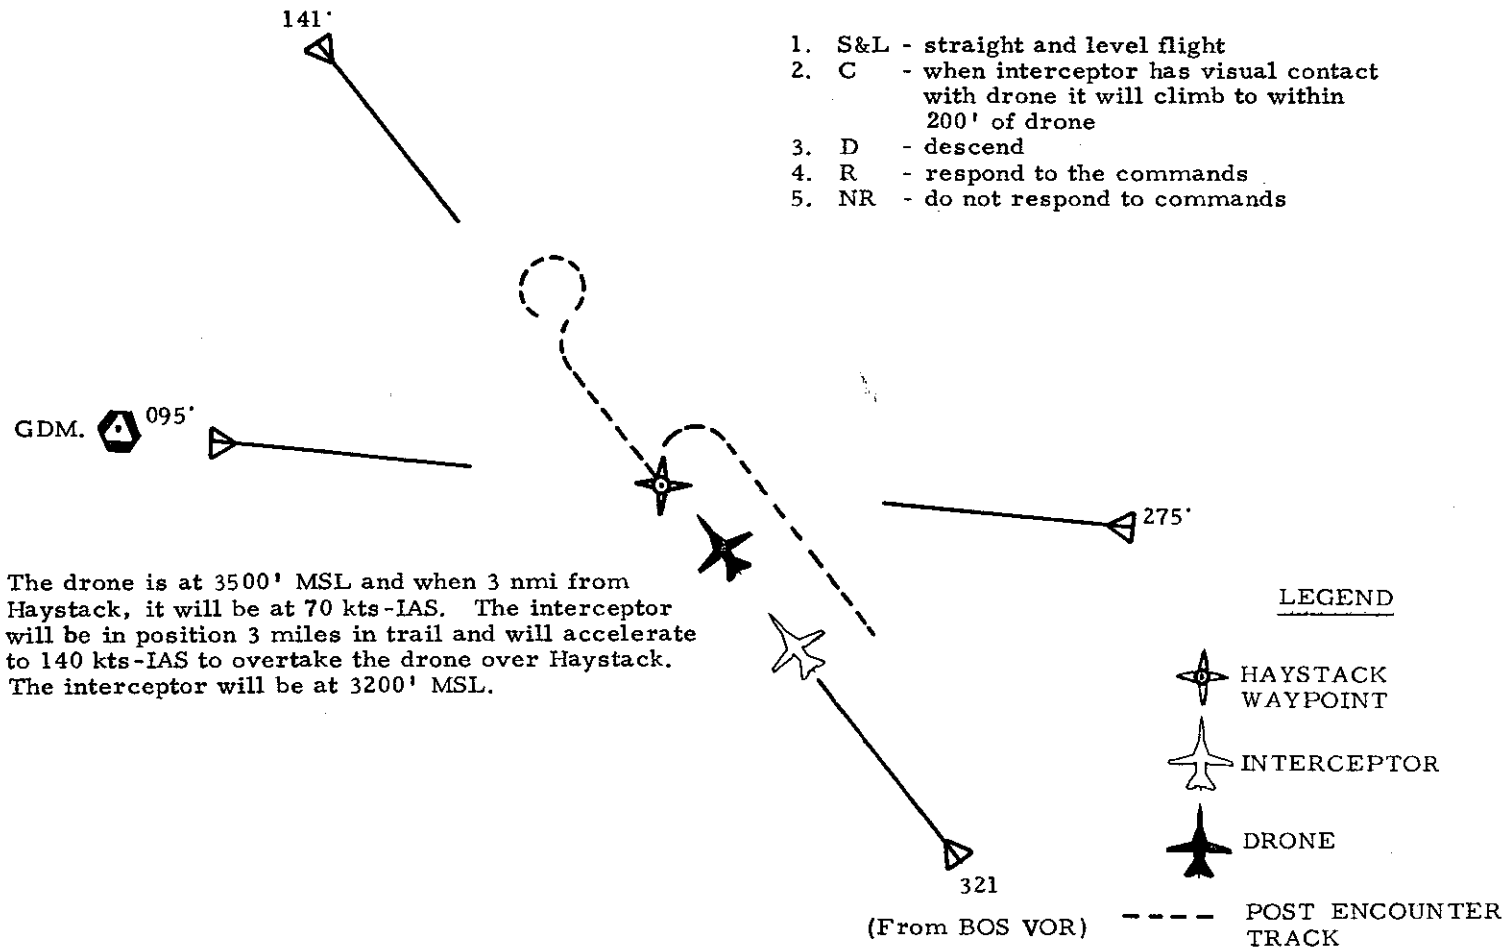 141°
1. S&L - straight and level flight
2. C - when interceptor has visual contact
with drone it will climb to within
200' of drone
3. D - descend
4. R - respond to the commands
5. NR - do not respond to commands
GDM. 095°
275°
The drone is at 3500' MSL and when 3 nmi from
Haystack, it will be at 70 kts-IAS. The interceptor
will be in position 3 miles in trail and will accelerate
to 140 kts-IAS to overtake the drone over Haystack.
The interceptor will be at 3200' MSL.
LEGEND
HAYSTACK
WAYPOINT
INTERCEPTOR
DRONE
321
(From BOS VOR)
POST ENCOUNTER
TRACK